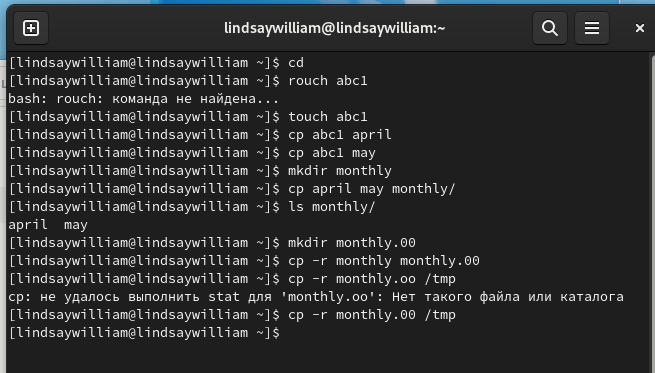 lindsaywilliam@lindsaywilliam:~
[lindsaywilliam@lindsaywilliam ~]$ cd
[lindsaywilliam@lindsaywilliam ~]$ rouch abc1
bash: rouch: команда не найдена...
[lindsaywilliam@lindsaywilliam ~]$ touch abc1
[lindsaywilliam@lindsaywilliam ~]$ cp abc1 april
[lindsaywilliam@lindsaywilliam ~]$ cp abc1 may
[lindsaywilliam@lindsaywilliam ~]$ mkdir monthly
[lindsaywilliam@lindsaywilliam ~]$ cp april may monthly/
[lindsaywilliam@lindsaywilliam ~]$ ls monthly/
april  may
[lindsaywilliam@lindsaywilliam ~]$ mkdir monthly.00
[lindsaywilliam@lindsaywilliam ~]$ cp -r monthly monthly.00
[lindsaywilliam@lindsaywilliam ~]$ cp -r monthly.oo /tmp
cp: не удалось выполнить stat для 'monthly.oo': Нет такого файла или каталога
[lindsaywilliam@lindsaywilliam ~]$ cp -r monthly.00 /tmp
[lindsaywilliam@lindsaywilliam ~]$